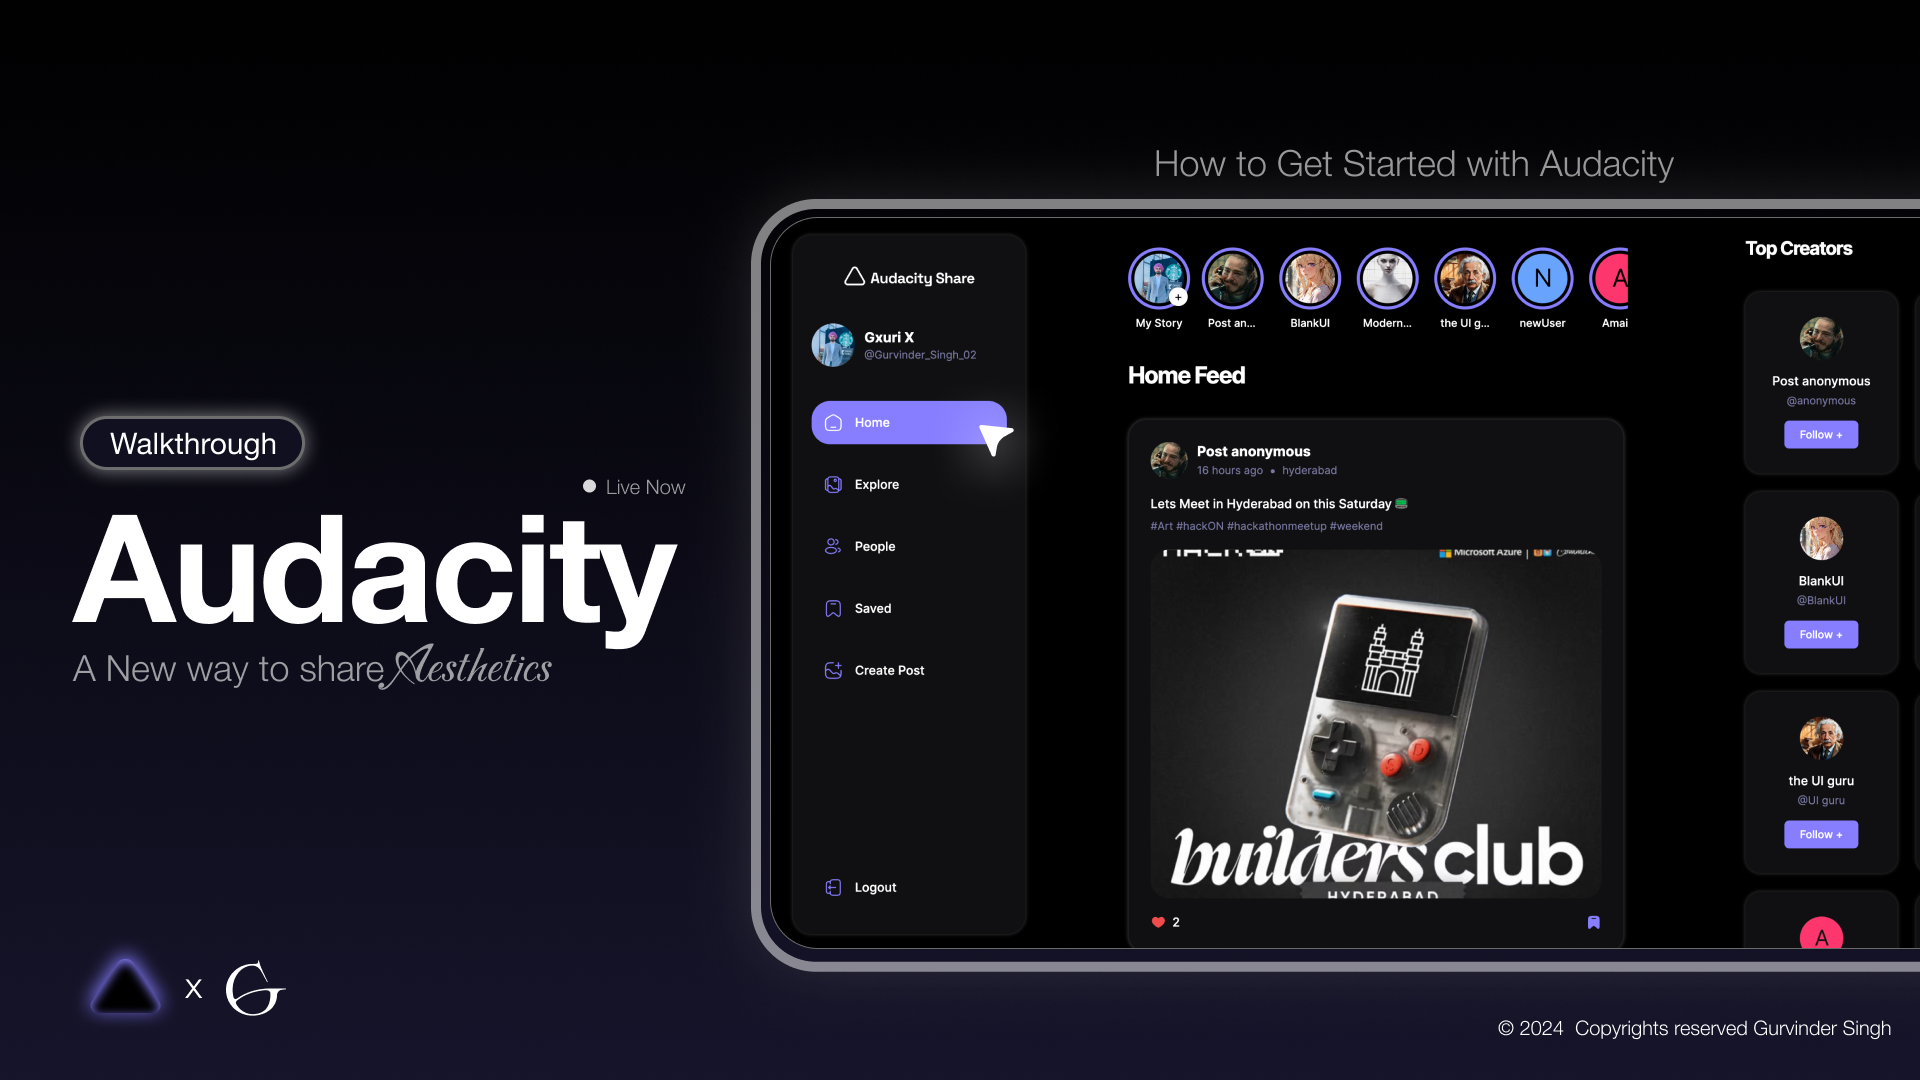 How to Get Started with Audacity
Walkthrough
Live Now
Audacity
A New way to share Aesthetics
X G
© 2024 Copyrights reserved Gurvinder Singh
Audacity Share
Gxuri X
@Gurvinder_Singh_02
Home
Explore
People
Saved
Create Post
Logout
My Story
Post an...
BlankUI
Modern...
the UI g...
N
newUser
A
Amai
Home Feed
Post anonymous
16 hours ago • hyderabad
Lets Meet in Hyderabad on this Saturday
#Art #hackON #hackathonmeetup #weekend
Microsoft Azure |
D
S
builders club
HYDERABAD
2
Top Creators
Post anonymous
@anonymous
Follow +
BlankUI
@BlankUI
Follow +
the UI guru
@UI guru
Follow +
A